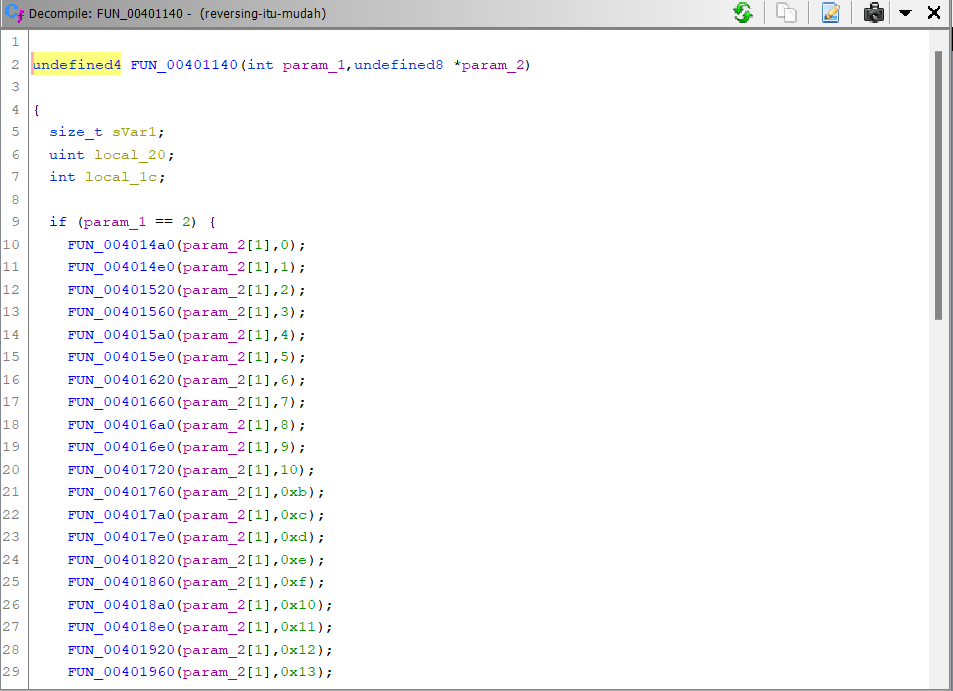 Decompile: FUN_00401140 - (reversing-itu-mudah)
1
2 undefined4 FUN_00401140(int param_1,undefined8 *param_2)
3
4 {
5 size_t sVar1;
6 uint local_20;
7 int local_1c;
8
9 if (param_1 == 2) {
10 FUN_004014a0(param_2[1],0);
11 FUN_004014e0(param_2[1],1);
12 FUN_00401520(param_2[1],2);
13 FUN_00401560(param_2[1],3);
14 FUN_004015a0(param_2[1],4);
15 FUN_004015e0(param_2[1],5);
16 FUN_00401620(param_2[1],6);
17 FUN_00401660(param_2[1],7);
18 FUN_004016a0(param_2[1],8);
19 FUN_004016e0(param_2[1],9);
20 FUN_00401720(param_2[1],10);
21 FUN_00401760(param_2[1],0xb);
22 FUN_004017a0(param_2[1],0xc);
23 FUN_004017e0(param_2[1],0xd);
24 FUN_00401820(param_2[1],0xe);
25 FUN_00401860(param_2[1],0xf);
26 FUN_004018a0(param_2[1],0x10);
27 FUN_004018e0(param_2[1],0x11);
28 FUN_00401920(param_2[1],0x12);
29 FUN_00401960(param_2[1],0x13);